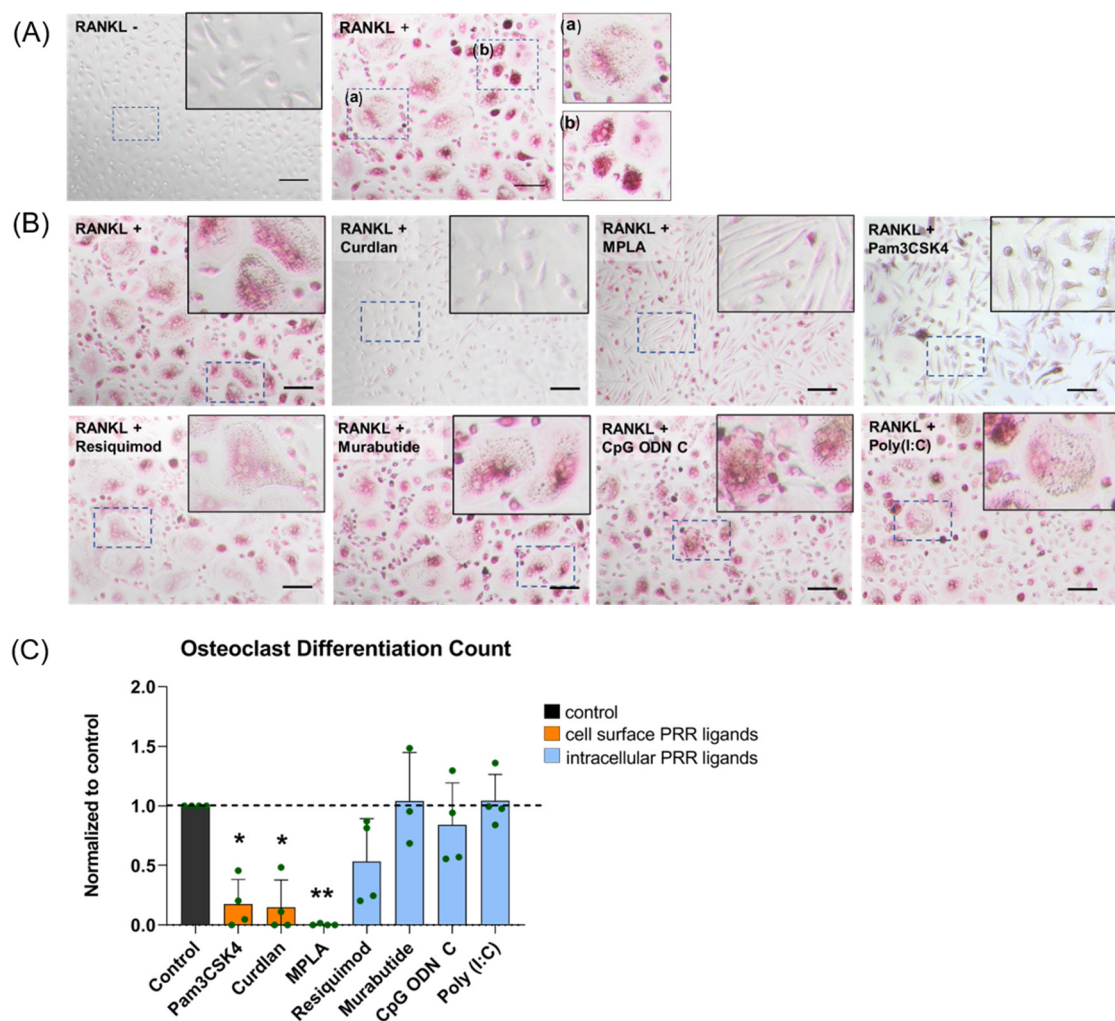 (A)
RANKL -
RANKL +
(a)
(b)
(a)
(b)
(B)
RANKL +
RANKL +
Curdlan
RANKL +
MPLA
RANKL +
Pam3CSK4
RANKL +
Resiquimod
RANKL +
Murabutide
RANKL +
CpG ODN C
RANKL +
Poly(I:C)
(C)
Osteoclast Differentiation Count
Normalized to control
2.0
1.5
1.0
0.5
0.0
*
*
**
Control
Pam3CSK4
Curdlan
MPLA
Resiquimod
Murabutide
CpG ODN C
Poly (I:C)
control
cell surface PRR ligands
intracellular PRR ligands